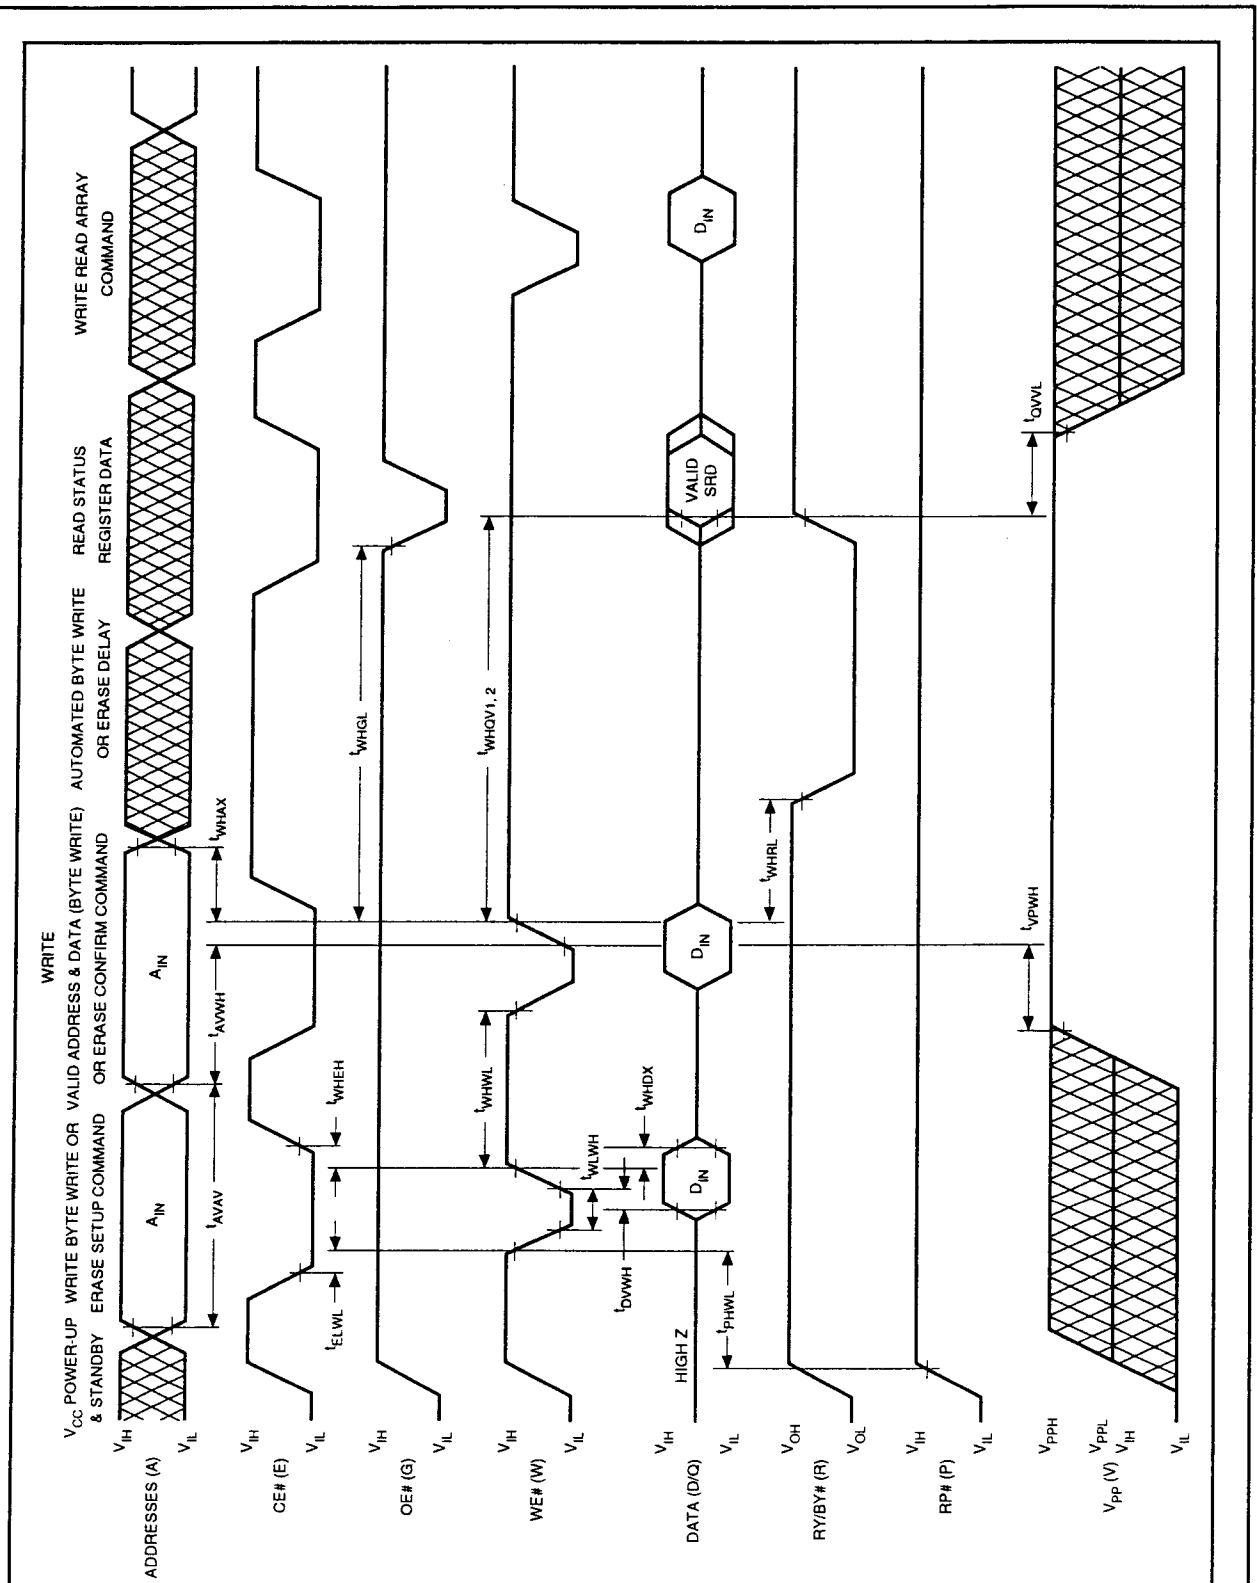 WRITE
V_CC POWER-UP WRITE BYTE WRITE OR VALID ADDRESS & DATA (BYTE WRITE) AUTOMATED BYTE WRITE READ STATUS WRITE READ ARRAY
& STANDBY ERASE SETUP COMMAND OR ERASE CONFIRM COMMAND OR ERASE DELAY REGISTER DATA COMMAND
ADDRESSES (A)
V_IH
V_IL
A_IN
A_IN
t_AVAV
t_AVWH
t_WHAX
CE# (E)
V_IH
V_IL
t_ELWL
t_WHEH
OE# (G)
V_IH
V_IL
t_WHGL
WE# (W)
V_IH
V_IL
t_WHWL
t_WHQV1, 2
t_WLWH
t_DVWH
t_WHDX
DATA (D/Q)
V_IH
V_IL
HIGH Z
D_IN
D_IN
VALID
SRD
D_IN
t_PHWL
t_WHRL
RY/BY# (R)
V_OH
V_OL
RP# (P)
V_IH
V_IL
t_VPWH
t_QVVL
V_PP (V)
V_PPH
V_PPL
V_IH
V_IL